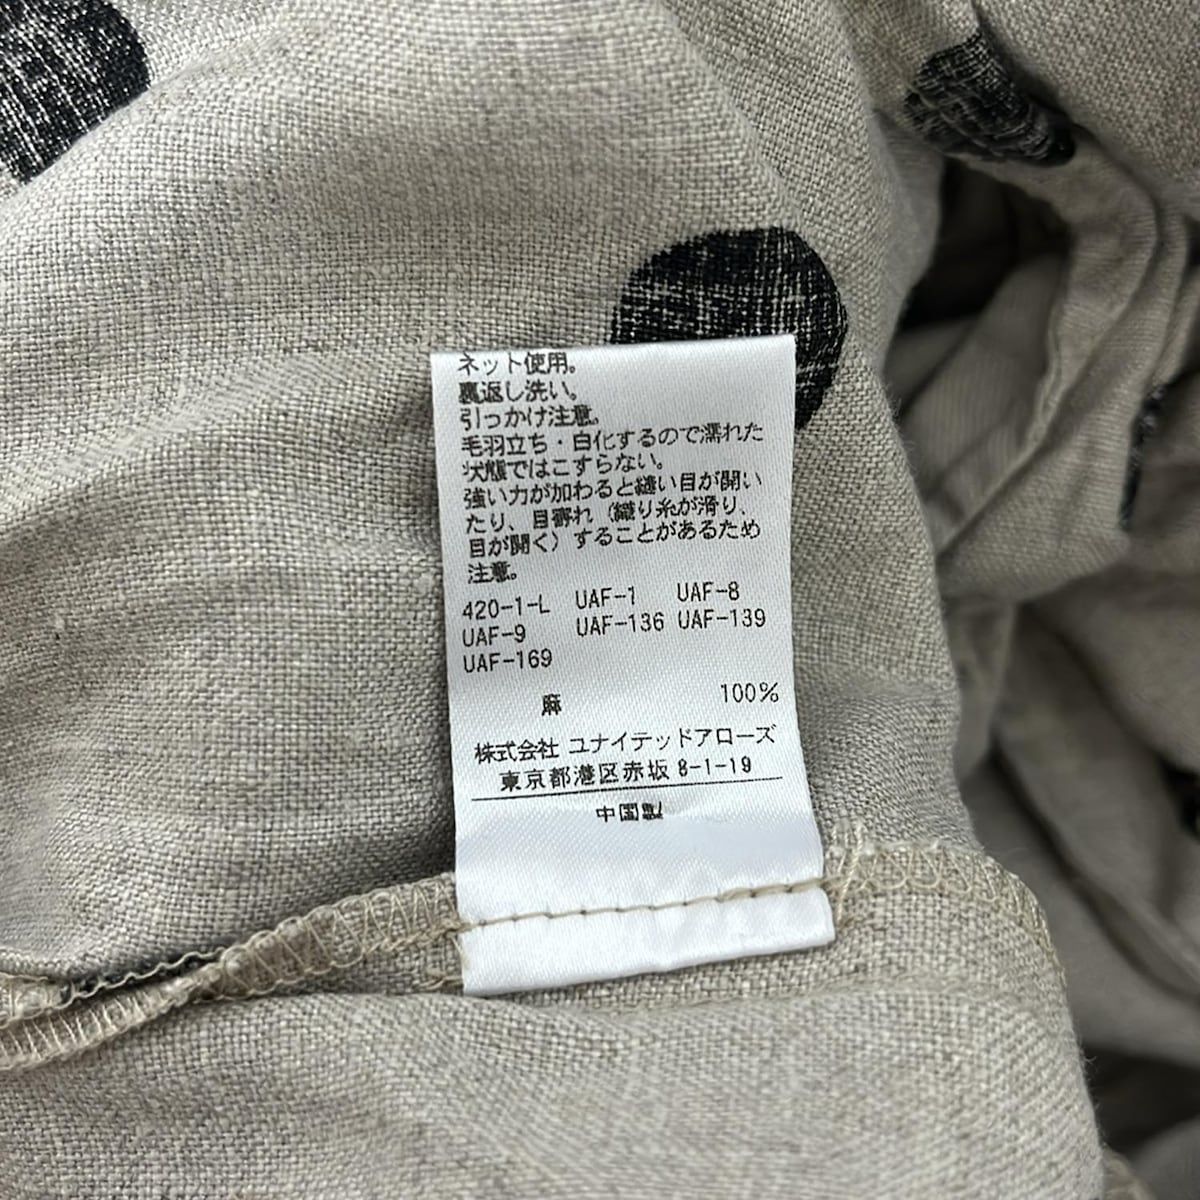 ネット使用。
裏返し洗い。
引っかけ注意。
毛羽立ち・白化するので濡れた
状態ではこすらない。
強い力が加わると縫い目が開い
たり、目寄れ(織り糸が滑り、
目が開く)することがあるため
注意。
420-1-L UAF-1 UAF-8
UAF-9 UAF-136 UAF-139
UAF-169
麻 100%
株式会社 ユナイテッドアローズ
東京都港区赤坂 8-1-19
中国製